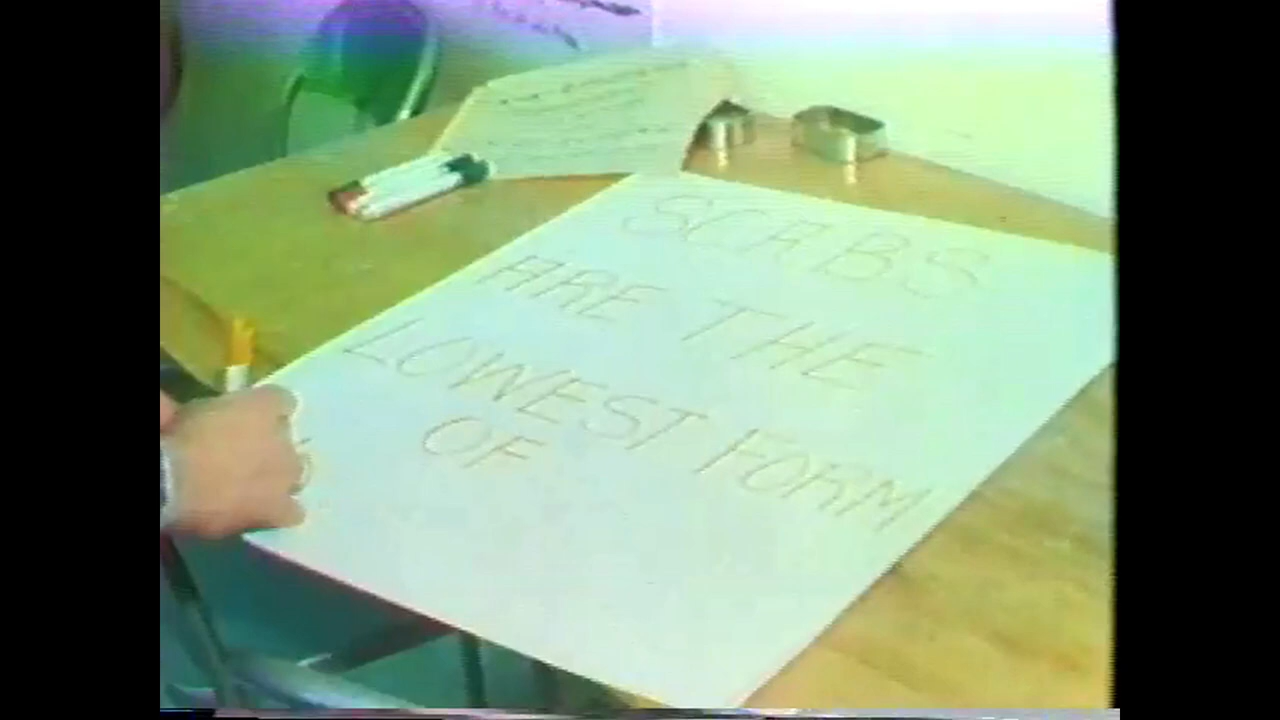 SCABS
ARE THE
LOWEST FORM
OF